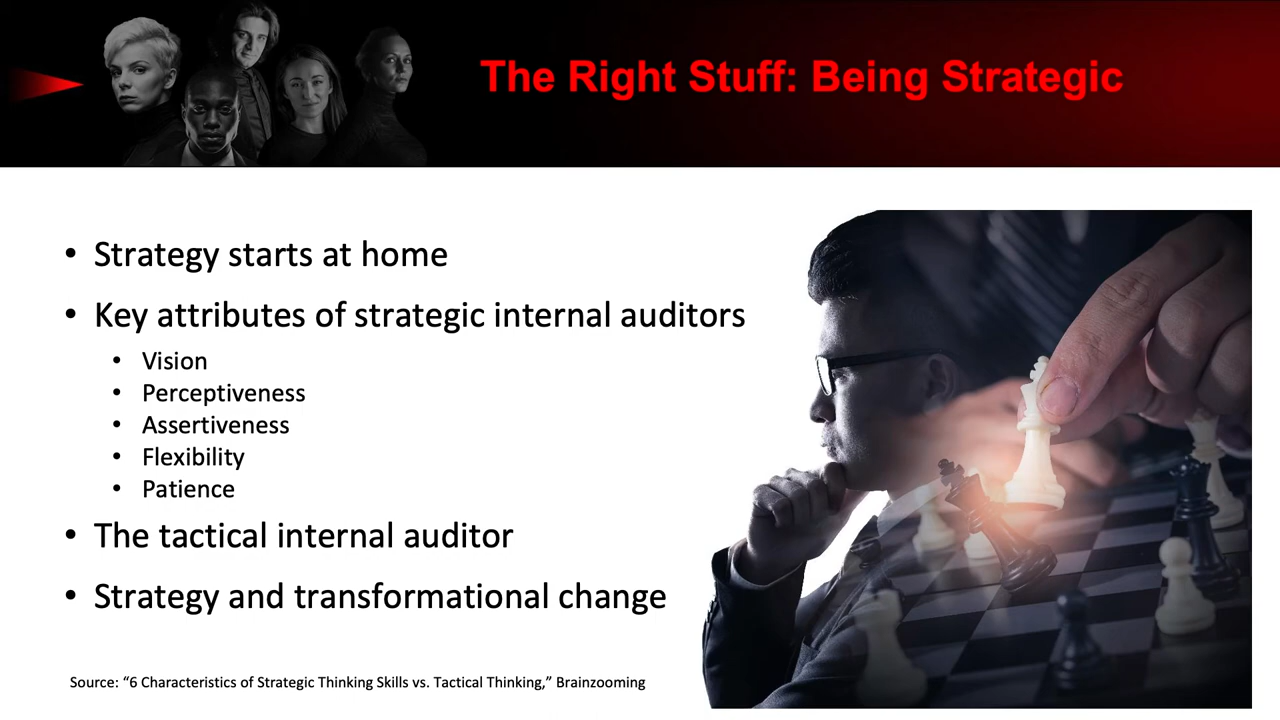 The Right Stuff: Being Strategic
• Strategy starts at home
• Key attributes of strategic internal auditors
• Vision
• Perceptiveness
• Assertiveness
• Flexibility
• Patience
• The tactical internal auditor
• Strategy and transformational change
Source: “6 Characteristics of Strategic Thinking Skills vs. Tactical Thinking,” Brainzooming